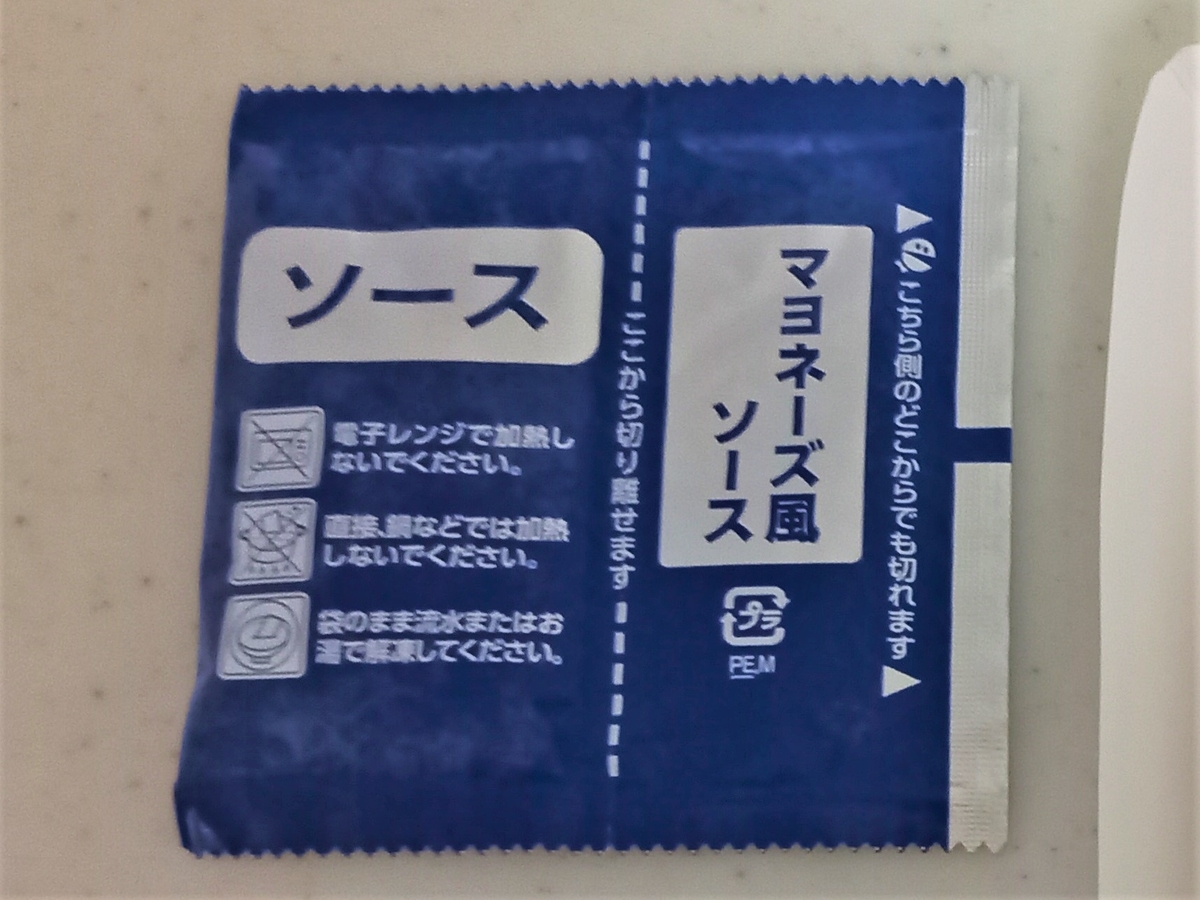 ソース
電子レンジで加熱し
ないでください。
直接、鍋などでは加熱
しないでください。
袋のまま流水またはお
湯で解凍してください。
ここから切り離せます
マヨネーズ風
ソース
プラ
PE,M
こちら側のどこからでも切れます